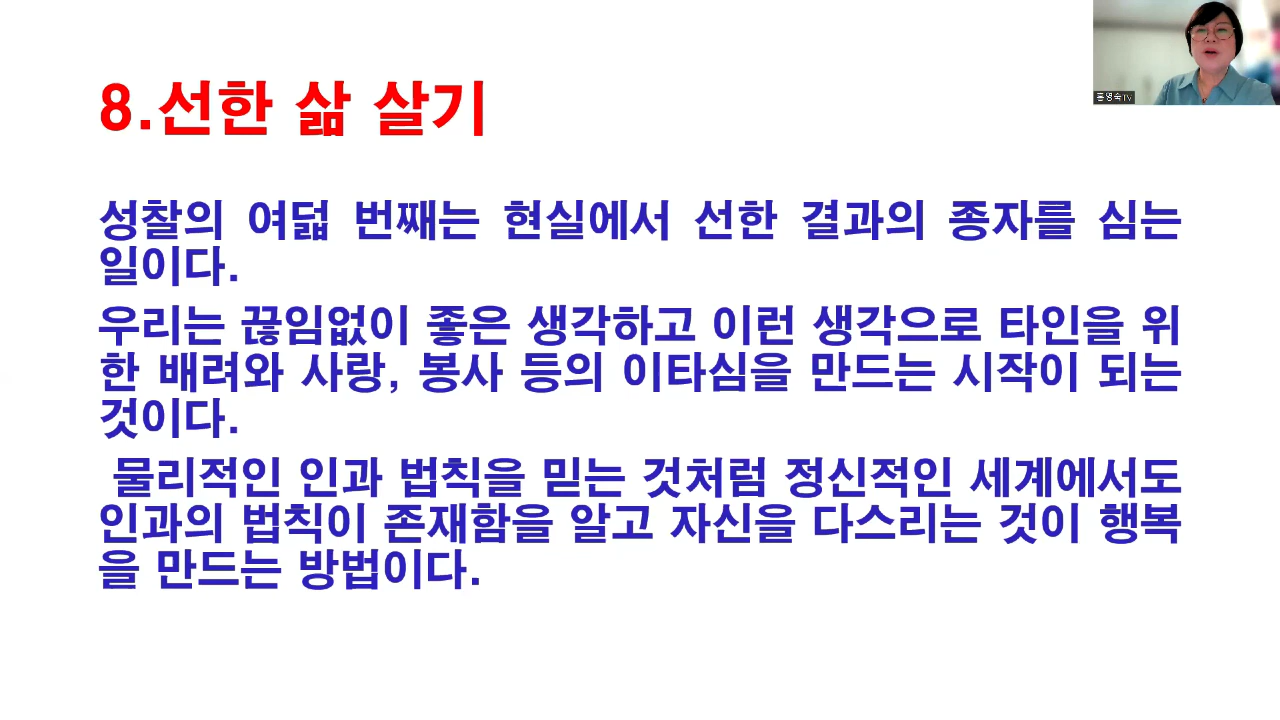 8.선한 삶 살기
홍영숙TV
성찰의 여덟 번째는 현실에서 선한 결과의 종자를 심는
일이다.
우리는 끊임없이 좋은 생각하고 이런 생각으로 타인을 위
한 배려와 사랑, 봉사 등의 이타심을 만드는 시작이 되는
것이다.
물리적인 인과 법칙을 믿는 것처럼 정신적인 세계에서도
인과의 법칙이 존재함을 알고 자신을 다스리는 것이 행복
을 만드는 방법이다.